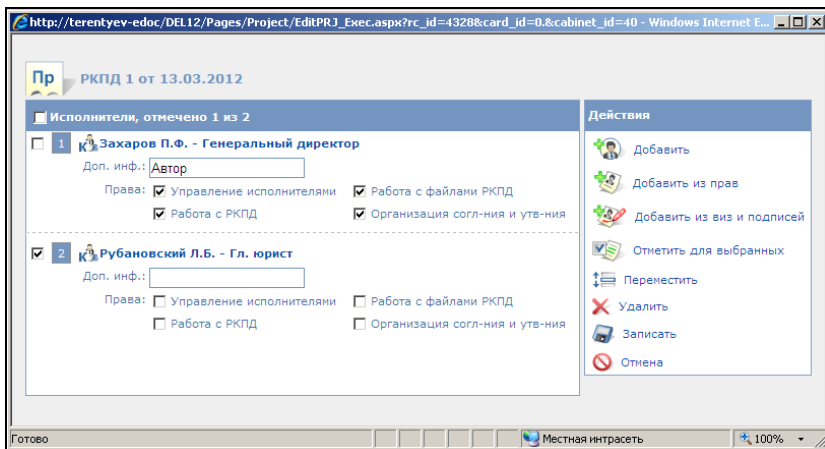 http://terentyev-edoc/DEL12/Pages/Project/EditPRJ_Exec.aspx?rc_id=4328&card_id=0.&cabinet_id=40 - Windows Internet E...
Пр РКПД 1 от 13.03.2012
Исполнители, отмечено 1 из 2
Действия
1 Захаров П.Ф. - Генеральный директор
Добавить
Доп. инф.: Автор
Добавить из прав
Права: Управление исполнителями Работа с файлами РКПД
Работа с РКПД Организация согл-ния и утв-ния
Добавить из виз и подписей
2 Рубановский Л.Б. - Гл. юрист
Отметить для выбранных
Доп. инф.:
Переместить
Права: Управление исполнителями Работа с файлами РКПД
Удалить
Работа с РКПД Организация согл-ния и утв-ния
Записать
Отмена
Готово
Местная интрасеть
100%